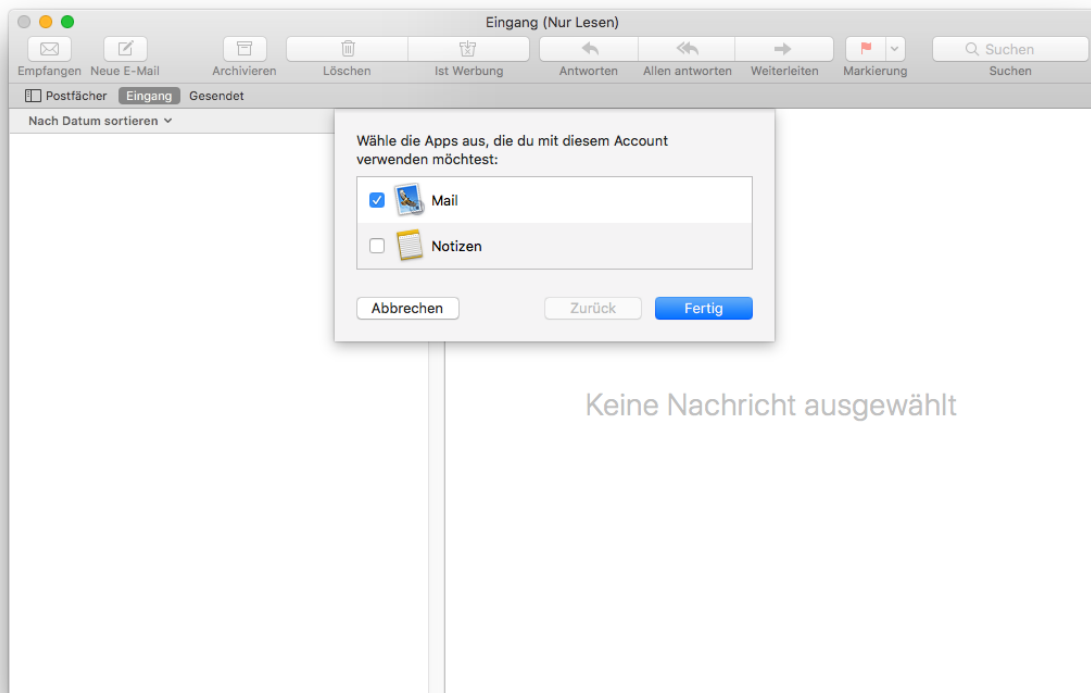 Eingang (Nur Lesen)
Empfangen Neue E-Mail Archivieren Löschen Ist Werbung Antworten Allen antworten Weiterleiten Markierung Suchen
Suchen
Postfächer Eingang Gesendet
Nach Datum sortieren
Wähle die Apps aus, die du mit diesem Account
verwenden möchtest:
Mail
Notizen
Abbrechen Zurück Fertig
Keine Nachricht ausgewählt